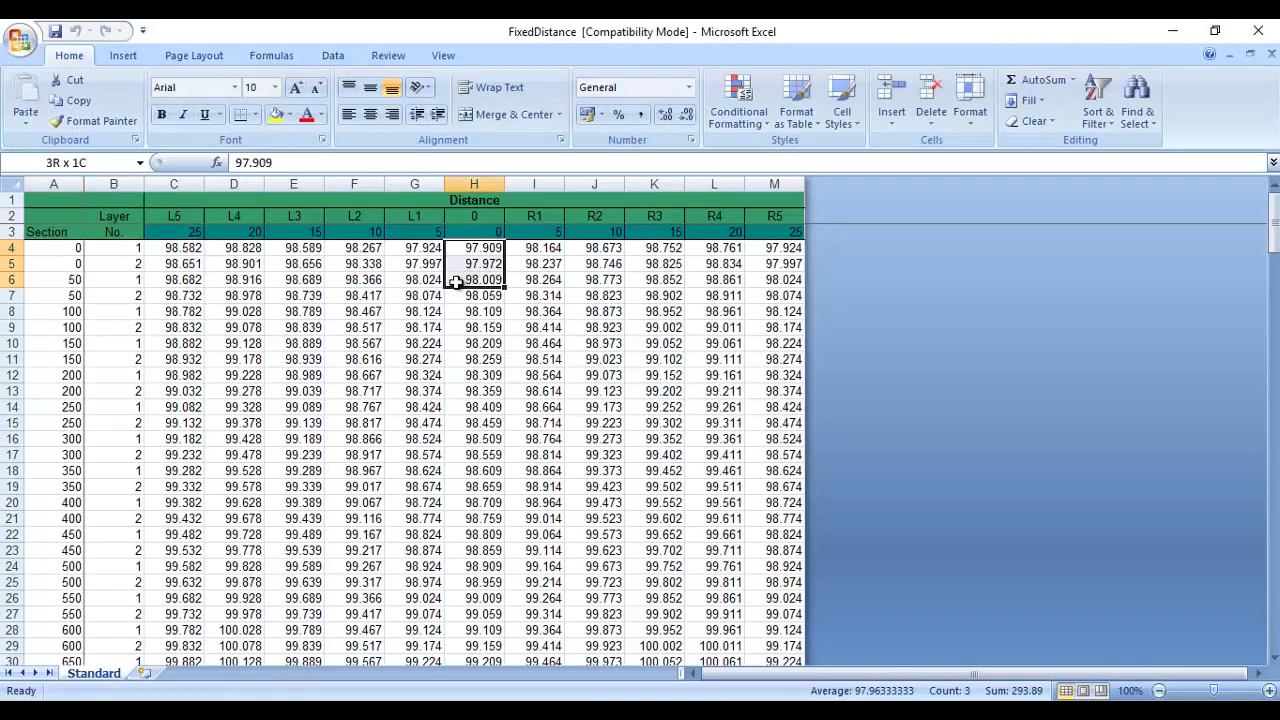 FixedDistance [Compatibility Mode] - Microsoft Excel
Home Insert Page Layout Formulas Data Review View
Cut
Copy
Format Painter
Paste
Arial 10
B I U
Wrap Text
Merge & Center
General
Conditional Formatting
Format as Table
Cell Styles
Insert Delete Format
AutoSum
Fill
Clear
Sort & Filter
Find & Select
Clipboard Font Alignment Number Styles Cells Editing
3R x 1C fx 97.909
A B C D E F G H I J K L M
1 Distance
2 Layer L5 L4 L3 L2 L1 0 R1 R2 R3 R4 R5
3 Section No. 25 20 15 10 5 0 5 10 15 20 25
4 0 1 98.582 98.828 98.589 98.267 97.924 97.909 98.164 98.673 98.752 98.761 97.924
5 0 2 98.651 98.901 98.656 98.338 97.997 97.972 98.237 98.746 98.825 98.834 97.997
6 50 1 98.682 98.916 98.689 98.366 98.024 98.009 98.264 98.773 98.852 98.861 98.024
7 50 2 98.732 98.978 98.739 98.417 98.074 98.059 98.314 98.823 98.902 98.911 98.074
8 100 1 98.782 99.028 98.789 98.467 98.124 98.109 98.364 98.873 98.952 98.961 98.124
9 100 2 98.832 99.078 98.839 98.517 98.174 98.159 98.414 98.923 99.002 99.011 98.174
10 150 1 98.882 99.128 98.889 98.567 98.224 98.209 98.464 98.973 99.052 99.061 98.224
11 150 2 98.932 99.178 98.939 98.616 98.274 98.259 98.514 99.023 99.102 99.111 98.274
12 200 1 98.982 99.228 98.989 98.667 98.324 98.309 98.564 99.073 99.152 99.161 98.324
13 200 2 99.032 99.278 99.039 98.717 98.374 98.359 98.614 99.123 99.202 99.211 98.374
14 250 1 99.082 99.328 99.089 98.767 98.424 98.409 98.664 99.173 99.252 99.261 98.424
15 250 2 99.132 99.378 99.139 98.817 98.474 98.459 98.714 99.223 99.302 99.311 98.474
16 300 1 99.182 99.428 99.189 98.866 98.524 98.509 98.764 99.273 99.352 99.361 98.524
17 300 2 99.232 99.478 99.239 98.917 98.574 98.559 98.814 99.323 99.402 99.411 98.574
18 350 1 99.282 99.528 99.289 98.967 98.624 98.609 98.864 99.373 99.452 99.461 98.624
19 350 2 99.332 99.578 99.339 99.017 98.674 98.659 98.914 99.423 99.502 99.511 98.674
20 400 1 99.382 99.628 99.389 99.067 98.724 98.709 98.964 99.473 99.552 99.561 98.724
21 400 2 99.432 99.678 99.439 99.116 98.774 98.759 99.014 99.523 99.602 99.611 98.774
22 450 1 99.482 99.728 99.489 99.167 98.824 98.809 99.064 99.573 99.652 99.661 98.824
23 450 2 99.532 99.778 99.539 99.217 98.874 98.859 99.114 99.623 99.702 99.711 98.874
24 500 1 99.582 99.828 99.589 99.267 98.924 98.909 99.164 99.673 99.752 99.761 98.924
25 500 2 99.632 99.878 99.639 99.317 98.974 98.959 99.214 99.723 99.802 99.811 98.974
26 550 1 99.682 99.928 99.689 99.366 99.024 99.009 99.264 99.773 99.852 99.861 99.024
27 550 2 99.732 99.978 99.739 99.417 99.074 99.059 99.314 99.823 99.902 99.911 99.074
28 600 1 99.782 100.028 99.789 99.467 99.124 99.109 99.364 99.873 99.952 99.961 99.124
29 600 2 99.832 100.078 99.839 99.517 99.174 99.159 99.414 99.923 100.002 100.011 99.174
30 650 1 99.882 100.128 99.889 99.567 99.224 99.209 99.464 99.973 100.052 100.061 99.224
Standard
Ready Average: 97.96333333 Count: 3 Sum: 293.89 100%